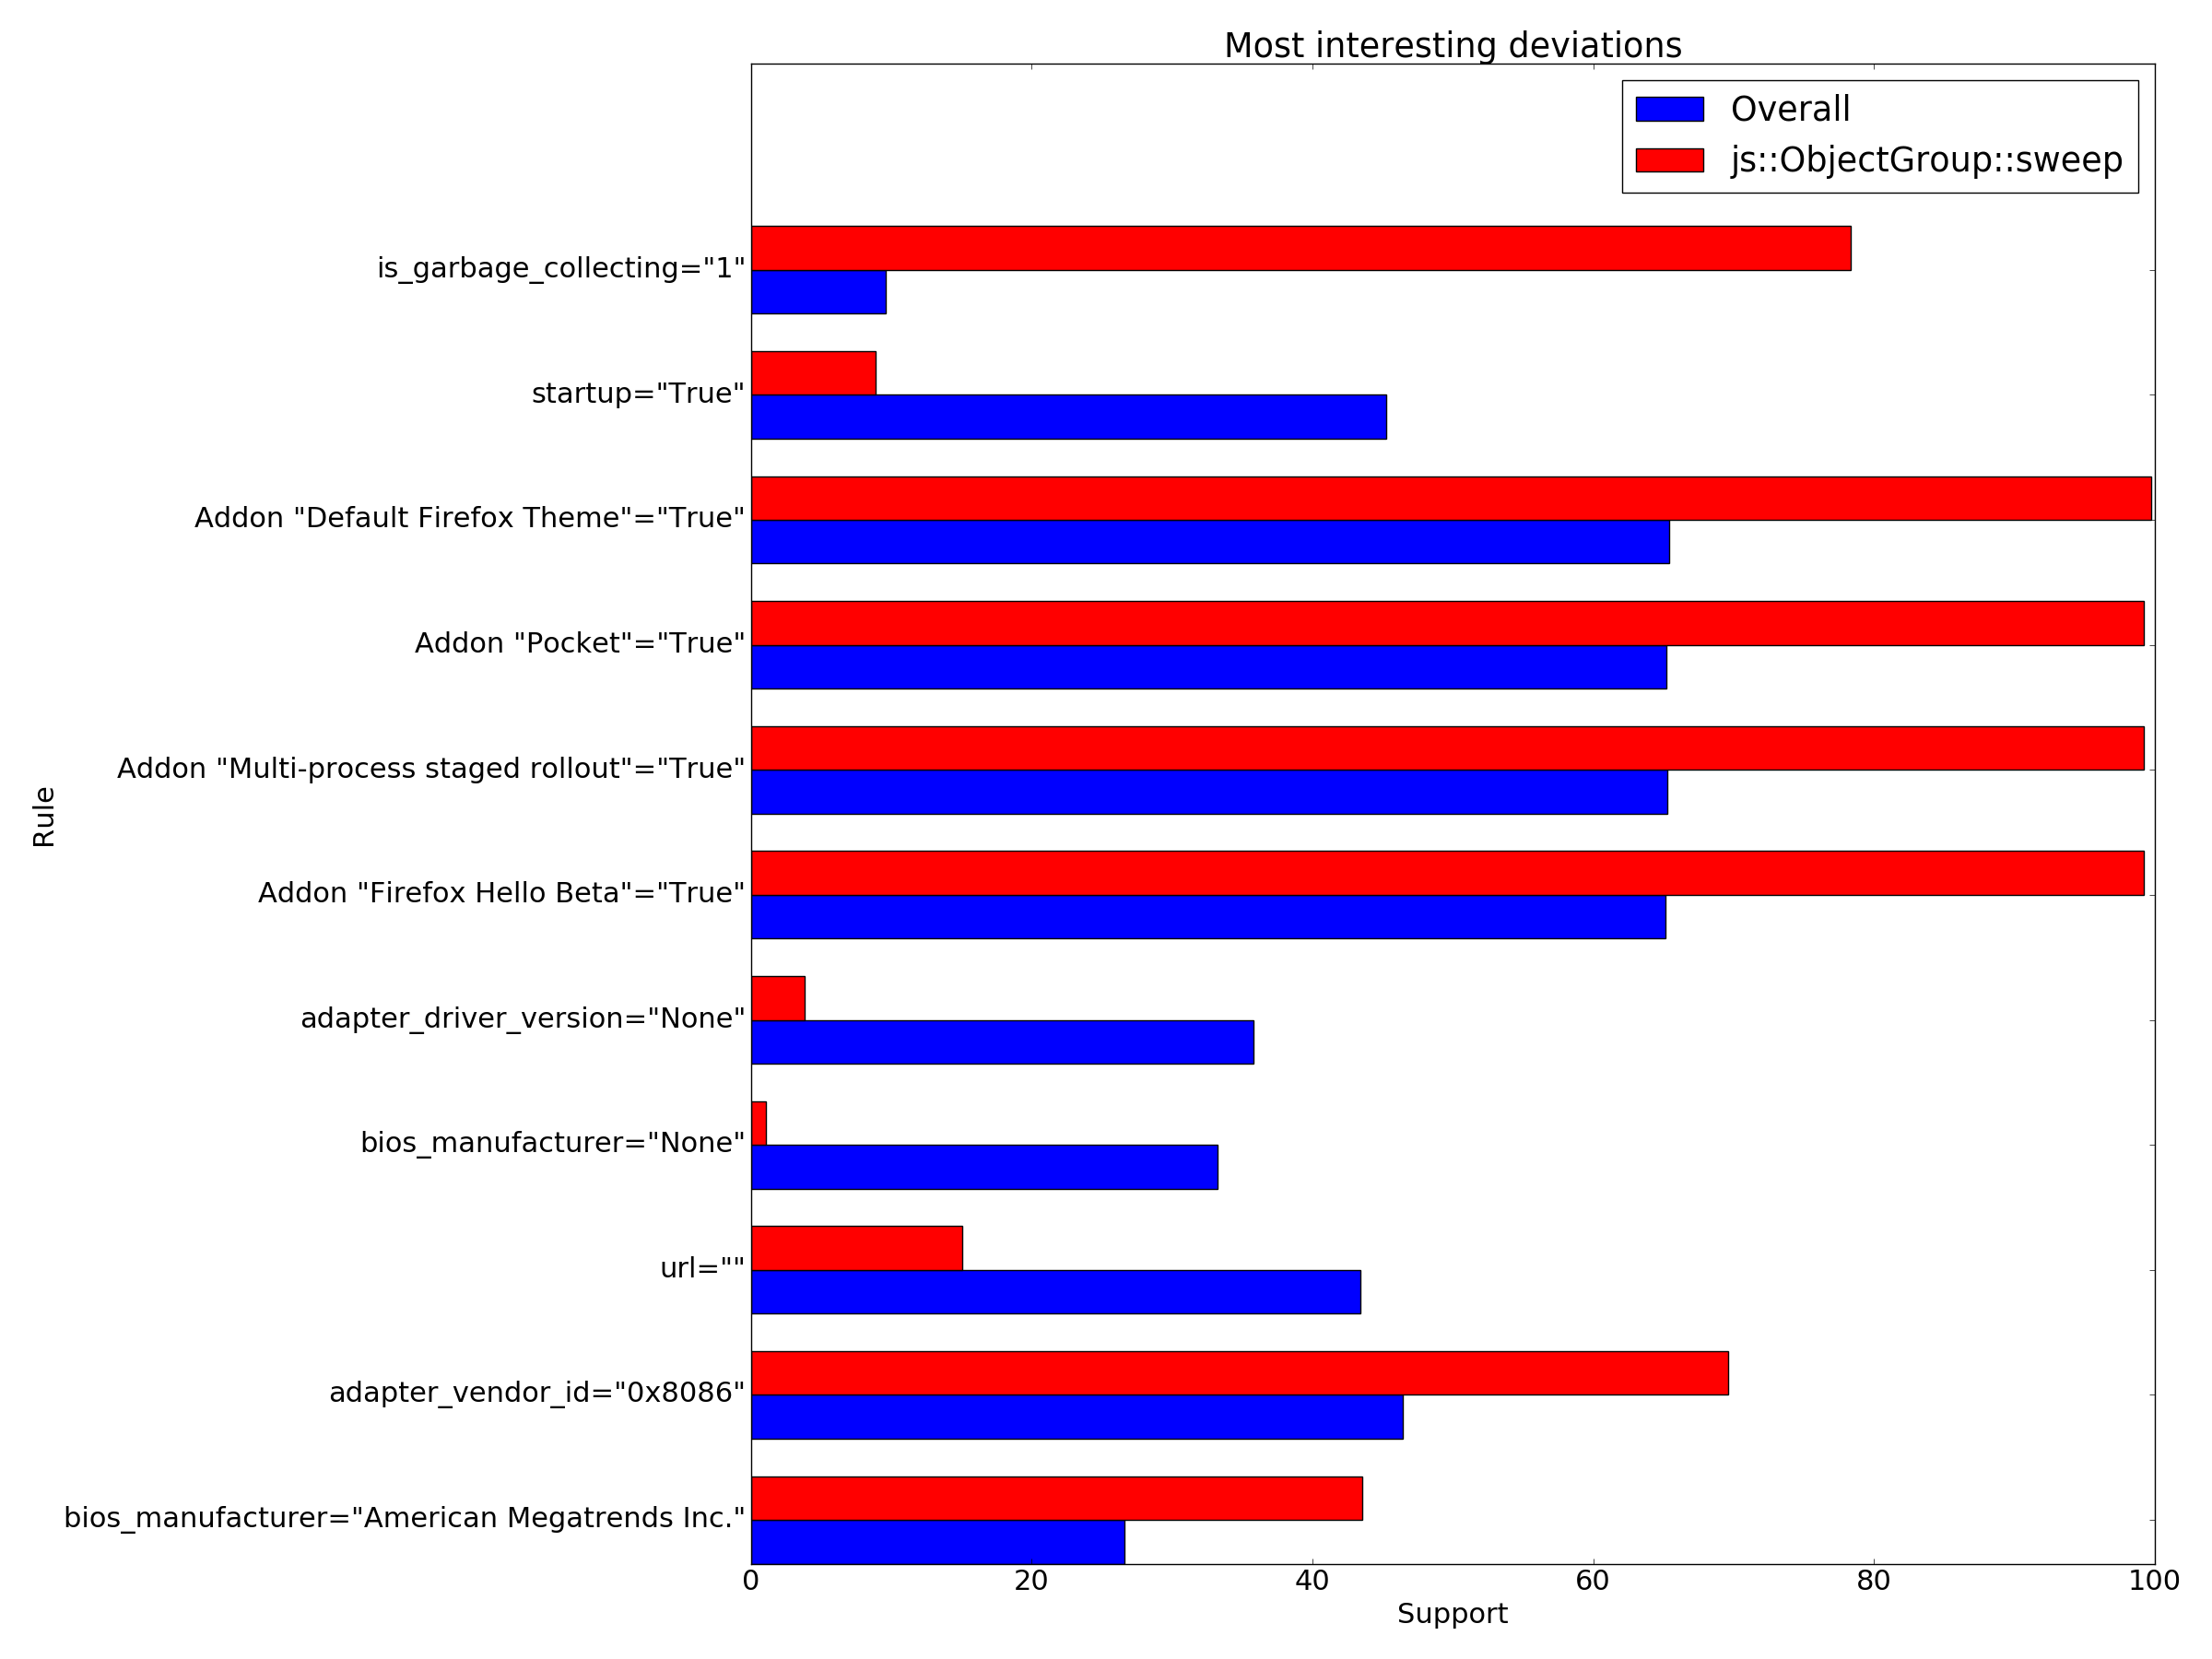 Most interesting deviations
Overall
js::ObjectGroup::sweep
is_garbage_collecting="1"
startup="True"
Addon "Default Firefox Theme"="True"
Addon "Pocket"="True"
Addon "Multi-process staged rollout"="True"
Addon "Firefox Hello Beta"="True"
adapter_driver_version="None"
bios_manufacturer="None"
url=""
adapter_vendor_id="0x8086"
bios_manufacturer="American Megatrends Inc."
Rule
0 20 40 60 80 100
Support